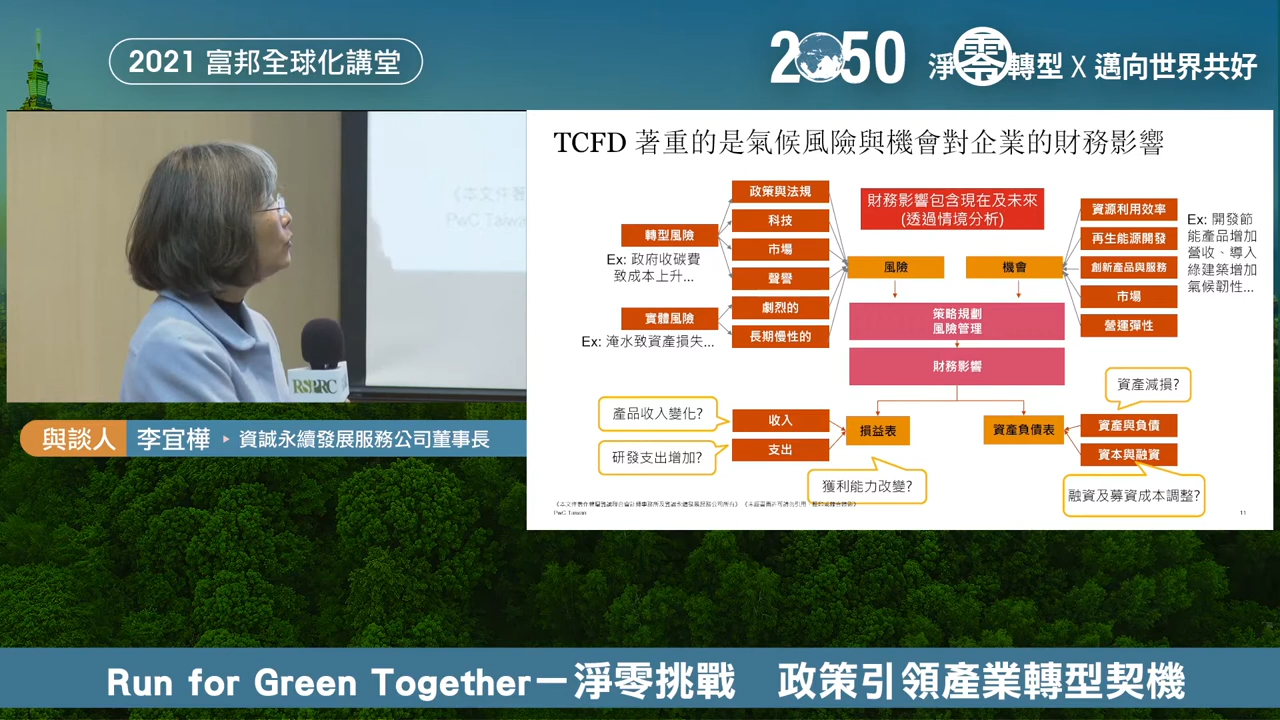 2021 富邦全球化講堂
2050 淨零轉型 X 邁向世界共好
RSPRC
與談人 李宜樺 資誠永續發展服務公司董事長
TCFD 著重的是氣候風險與機會對企業的財務影響
轉型風險
Ex: 政府收碳費
致成本上升...
實體風險
Ex: 淹水致資產損失...
政策與法規
科技
市場
聲譽
劇烈的
長期慢性的
財務影響包含現在及未來
(透過情境分析)
風險
機會
資源利用效率
再生能源開發
創新產品與服務
市場
營運彈性
Ex: 開發節
能產品增加
營收、導入
綠建築增加
氣候韌性...
策略規劃
風險管理
財務影響
產品收入變化?
研發支出增加?
收入
支出
損益表
獲利能力改變?
資產負債表
資產減損?
資產與負債
資本與融資
融資及募資成本調整?
PwC Taiwan
11
Run for Green Together－淨零挑戰 政策引領產業轉型契機